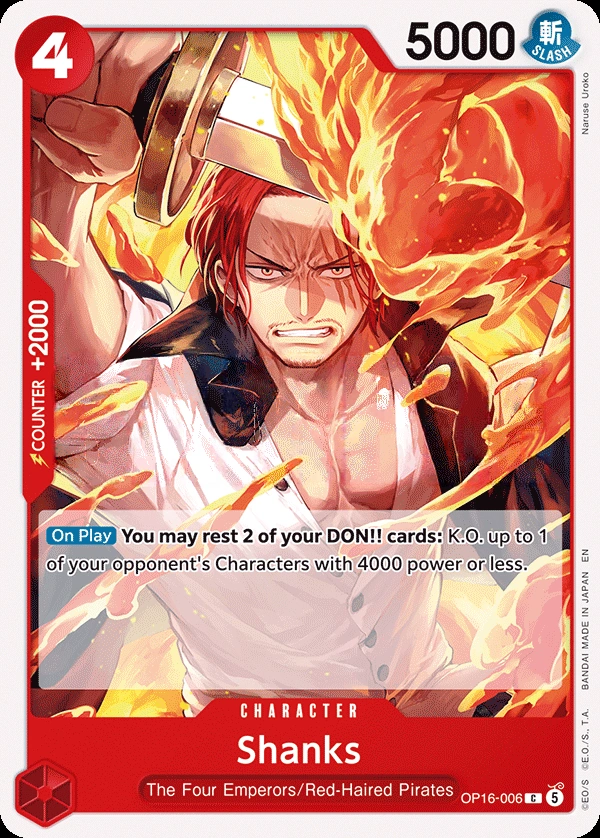 4
5000
斬
SLASH
Naruse Uroko
COUNTER +2000
On Play You may rest 2 of your DON!! cards: K.O. up to 1
of your opponent's Characters with 4000 power or less.
CHARACTER
Shanks
The Four Emperors/Red-Haired Pirates
OP16-006 C 5
©EO/S ©E.O./S., T.A. BANDAI MADE IN JAPAN EN